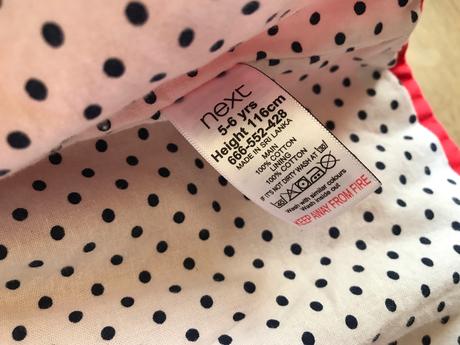 next
5-6 yrs
Height 116cm
666-552-428
MADE IN SRI LANKA
MAIN
100% COTTON
LINING
100% COTTON
IF IT'S NOT DIRTY WASH AT
Wash with similar colours
Wash inside out
KEEP AWAY FROM FIRE